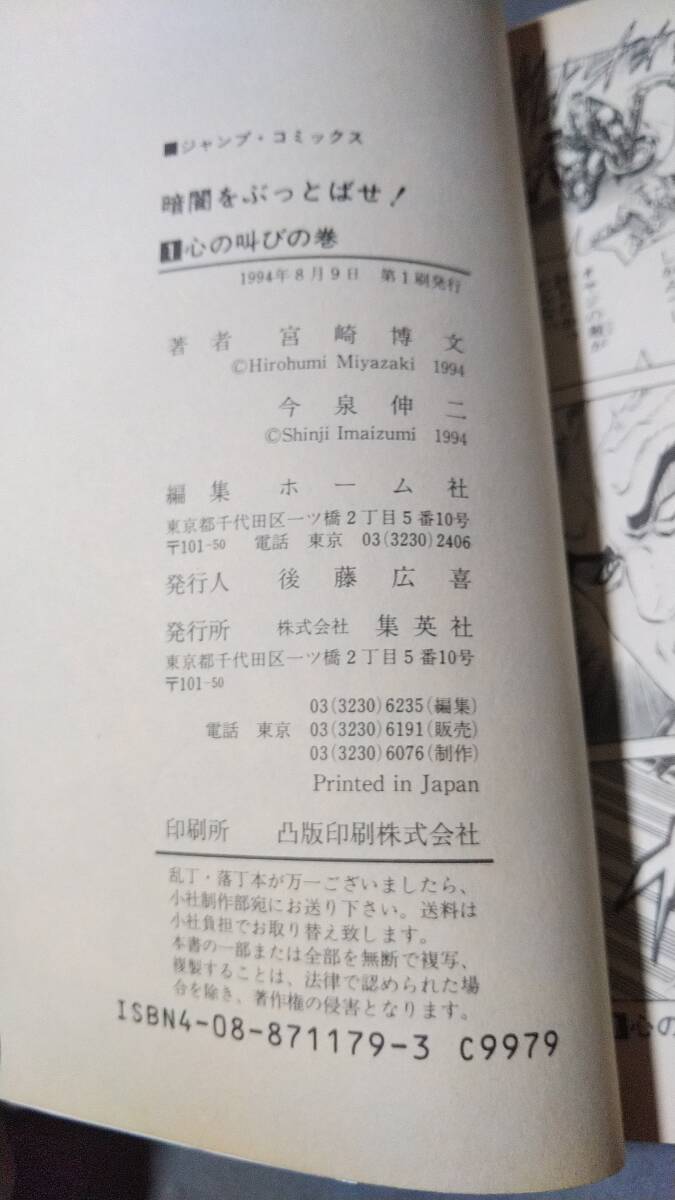 ■ジャンプ・コミックス
暗闇をぶっとばせ!
1心の叫びの巻
1994年8月9日 第1刷発行
著者 宮崎博文
©Hirohumi Miyazaki 1994
今泉伸二
©Shinji Imaizumi 1994
編集 ホーム社
東京都千代田区一ツ橋2丁目5番10号
〒101-50 電話 東京 03(3230)2406
発行人 後藤広喜
発行所 株式会社 集英社
東京都千代田区一ツ橋2丁目5番10号
〒101-50
03(3230)6235(編集)
電話 東京 03(3230)6191(販売)
03(3230)6076(制作)
Printed in Japan
印刷所 凸版印刷株式会社
乱丁・落丁本が万一ございましたら、
小社制作部宛にお送り下さい。送料は
小社負担でお取り替え致します。
本書の一部または全部を無断で複写、
複製することは、法律で認められた場
合を除き、著作権の侵害となります。
ISBN4-08-871179-3 C9979
1心の